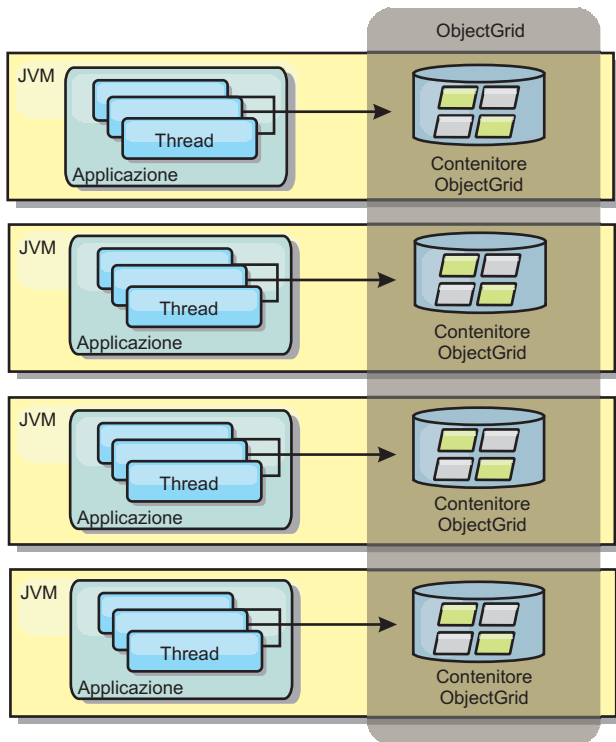 ObjectGrid
JVM
Thread
Applicazione
Contenitore
ObjectGrid
JVM
Thread
Applicazione
Contenitore
ObjectGrid
JVM
Thread
Applicazione
Contenitore
ObjectGrid
JVM
Thread
Applicazione
Contenitore
ObjectGrid